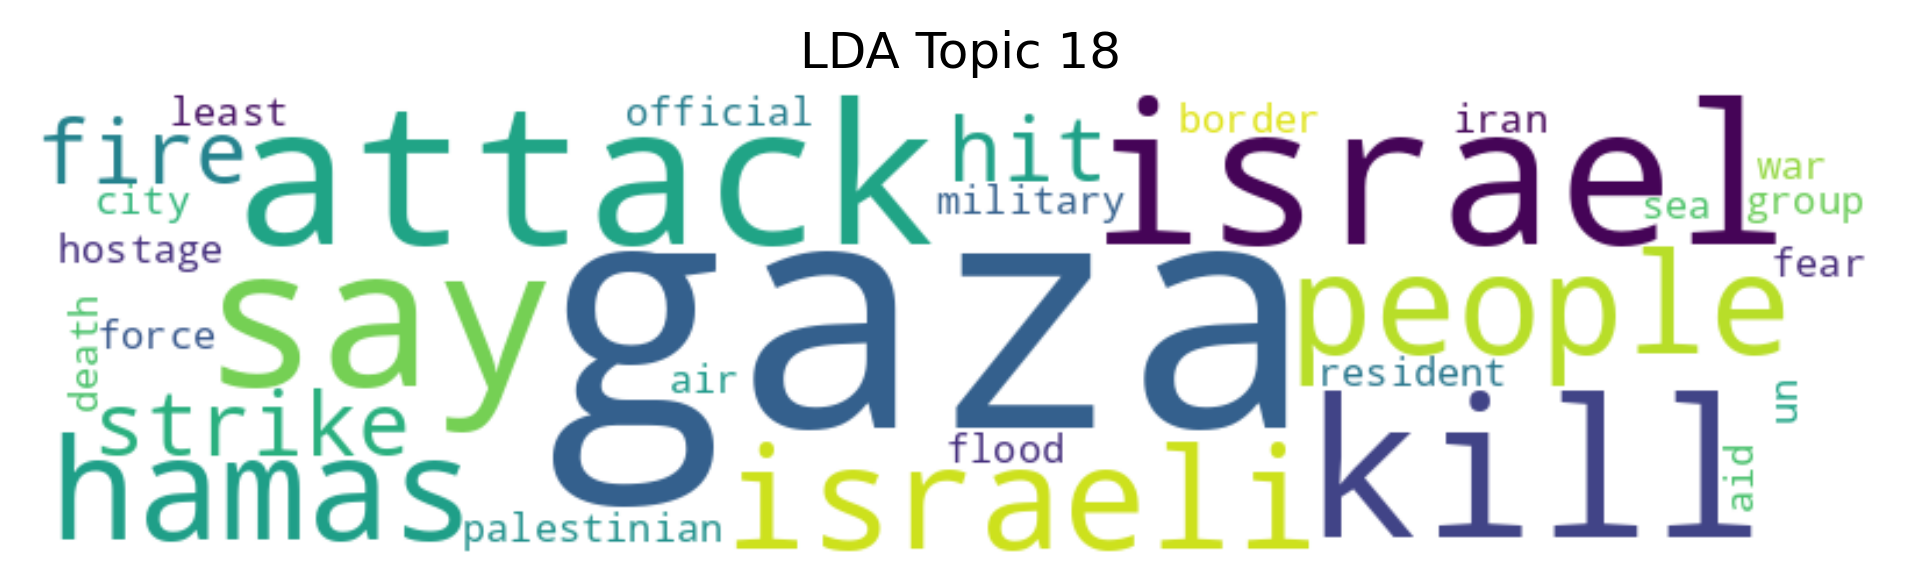 LDA Topic 18
least
official
border
iran
fire
attack
hit
israel
war
city
military
sea
group
hostage
fear
say
gaza
people
death
force
air
resident
un
strike
kill
hamas
flood
aid
palestinian
israeli